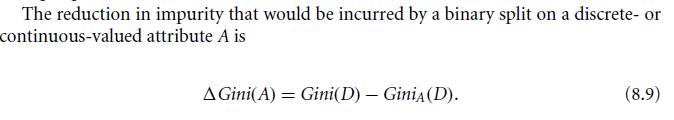 The reduction in impurity that would be incurred by a binary split on a discrete- or
continuous-valued attribute A is
ΔGini(A) = Gini(D) − Gini_A(D). (8.9)